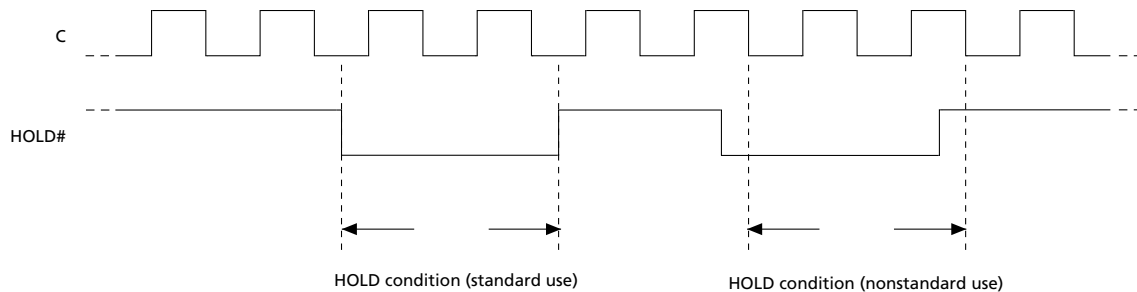 C
HOLD#
HOLD condition (standard use)
HOLD condition (nonstandard use)